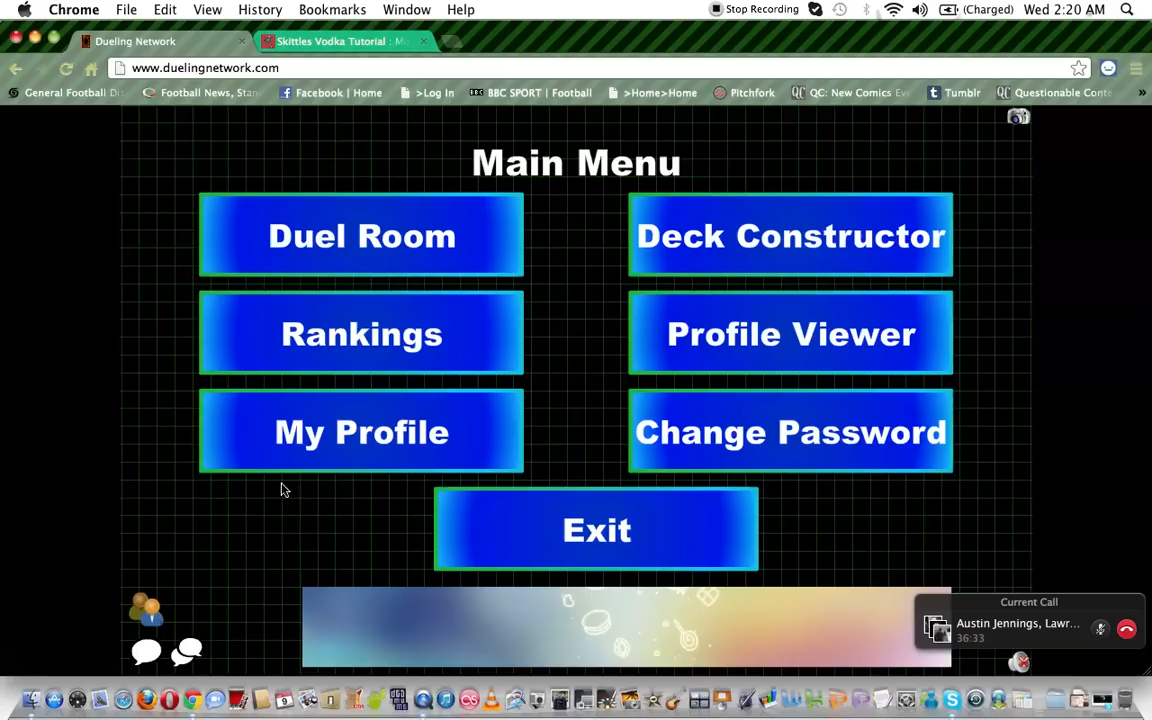 Chrome File Edit View History Bookmarks Window Help Stop Recording (Charged) Wed 2:20 AM
Dueling Network Skittles Vodka Tutorial : Mi
www.duelingnetwork.com
General Football Di Football News, Stan Facebook | Home >Log In BBC SPORT | Football >Home>Home Pitchfork QC: New Comics Eve Tumblr Questionable Conte »
Main Menu
Duel Room Deck Constructor
Rankings Profile Viewer
My Profile Change Password
Exit
Current Call
Austin Jennings, Lawr...
36:33